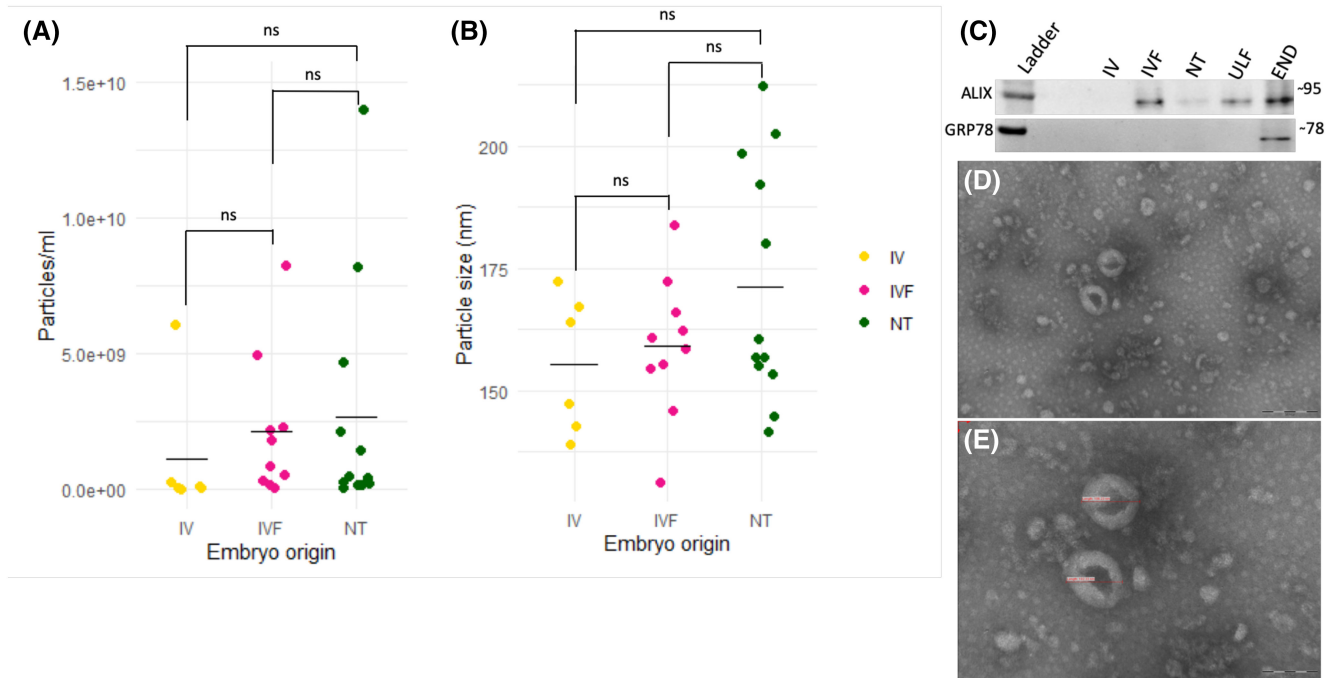 (A)
ns
ns
ns
1.5e+10
1.0e+10
5.0e+09
0.0e+00
Particles/ml
IV IVF NT
Embryo origin
(B)
ns
ns
ns
200
175
150
Particle size (nm)
IV IVF NT
Embryo origin
IV
IVF
NT
(C)
Ladder IV IVF NT ULF END
ALIX ~95
GRP78 ~78
(D)
(E)